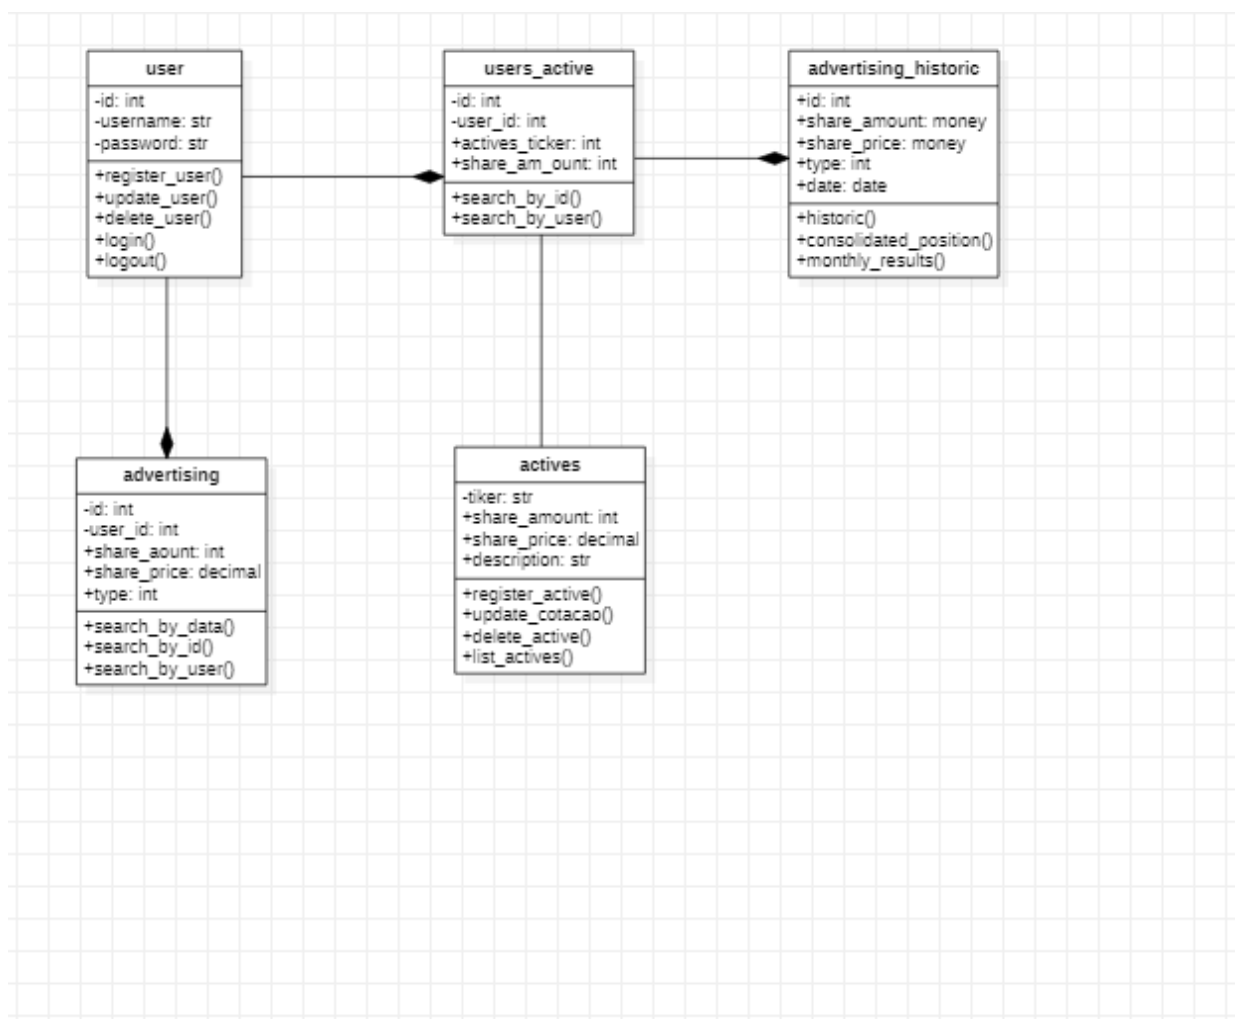 user
-id: int
-username: str
-password: str
+register_user()
+update_user()
+delete_user()
+login()
+logout()
users_active
-id: int
-user_id: int
+actives_ticker: int
+share_am_ount: int
+search_by_id()
+search_by_user()
advertising_historic
+id: int
+share_amount: money
+share_price: money
+type: int
+date: date
+historic()
+consolidated_position()
+monthly_results()
advertising
-id: int
-user_id: int
+share_aount: int
+share_price: decimal
+type: int
+search_by_data()
+search_by_id()
+search_by_user()
actives
-tiker: str
+share_amount: int
+share_price: decimal
+description: str
+register_active()
+update_cotacao()
+delete_active()
+list_actives()